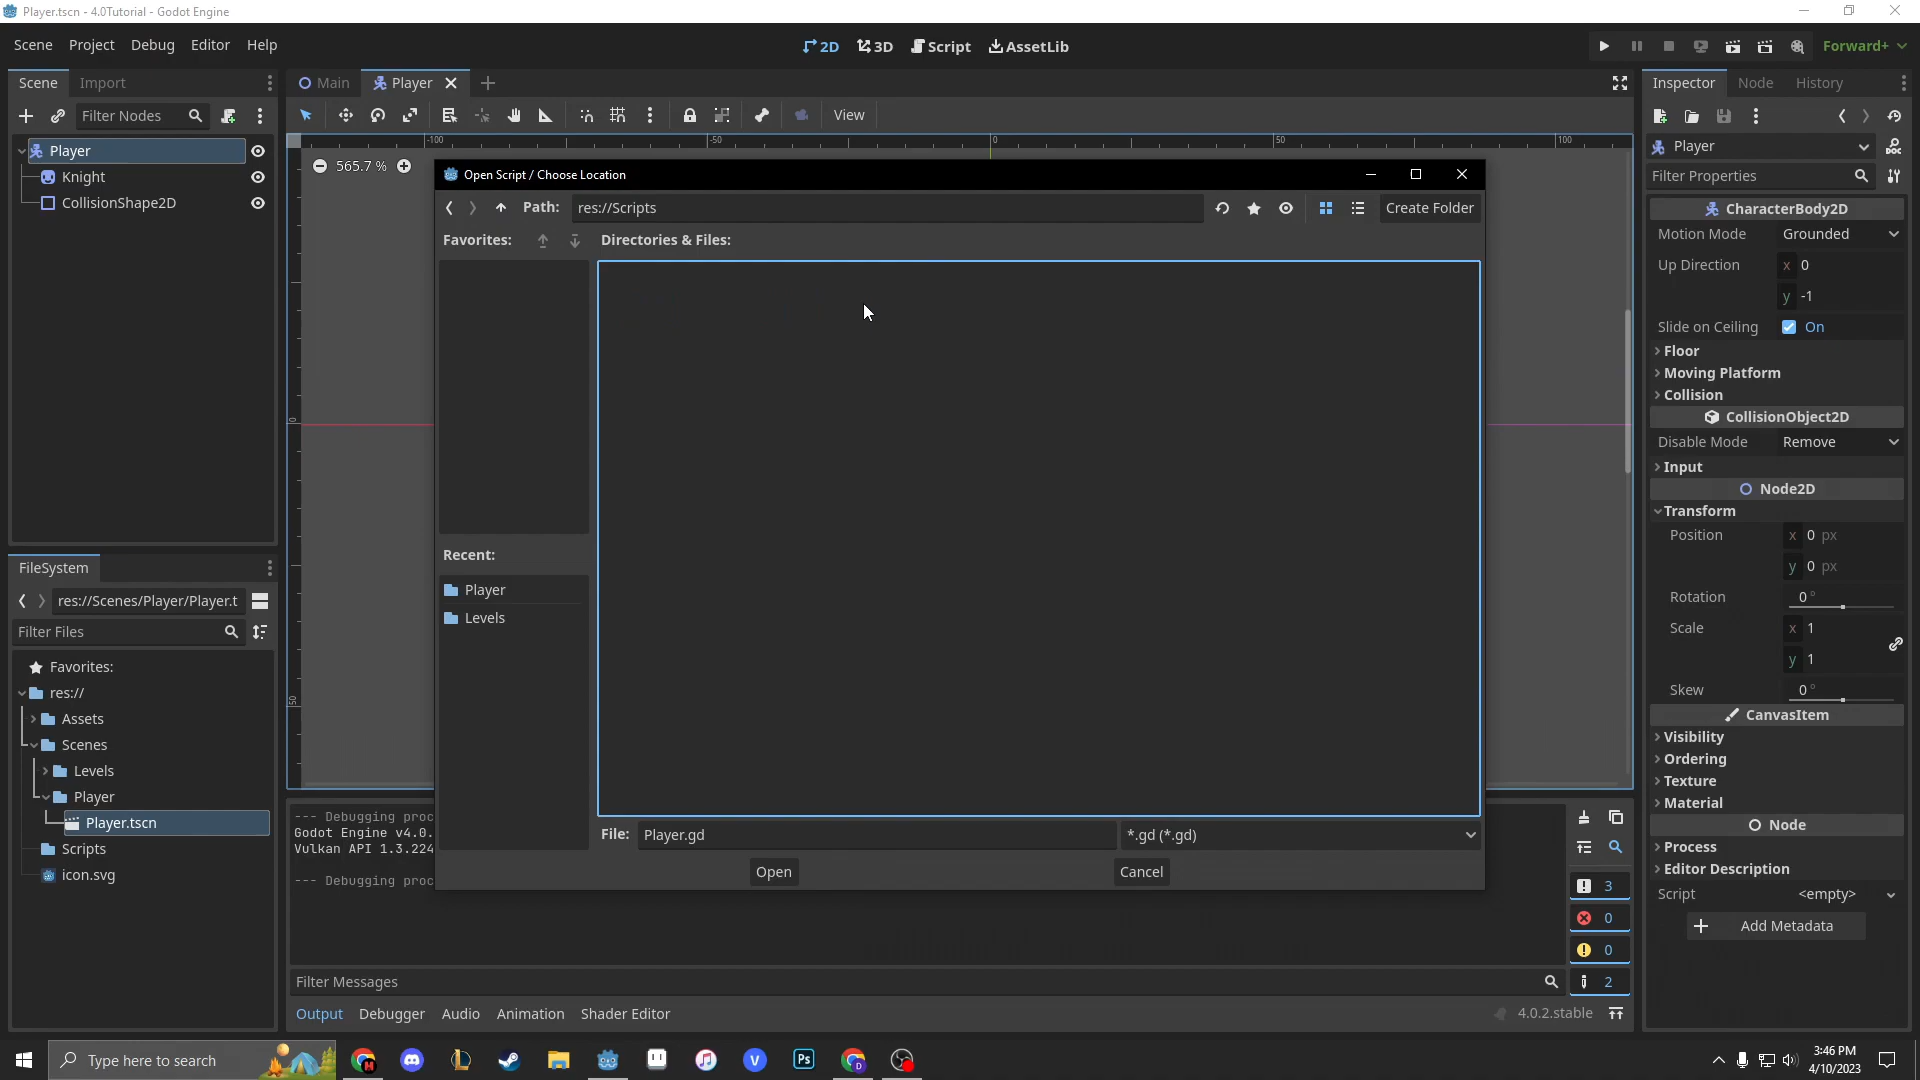 Player.tscn - 4.0Tutorial - Godot Engine
Scene Project Debug Editor Help
2D 3D Script AssetLib
Forward+
Scene Import
Main Player
Inspector Node History
Filter Nodes
View
Player
Knight
CollisionShape2D
-100 -50 0 50 100
565.7 %
0
50
Open Script / Choose Location
Path: res://Scripts
Create Folder
Favorites:
Directories & Files:
Recent:
Player
Levels
File: Player.gd
*.gd (*.gd)
Open
Cancel
FileSystem
res://Scenes/Player/Player.t
Filter Files
Favorites:
res://
Assets
Scenes
Levels
Player
Player.tscn
Scripts
icon.svg
--- Debugging proc
Godot Engine v4.0.
Vulkan API 1.3.224
--- Debugging proc
3
0
0
2
Filter Messages
Output Debugger Audio Animation Shader Editor
4.0.2.stable
Player
Filter Properties
CharacterBody2D
Motion Mode Grounded
Up Direction x 0
y -1
Slide on Ceiling On
Floor
Moving Platform
Collision
CollisionObject2D
Disable Mode Remove
Input
Node2D
Transform
Position x 0 px
y 0 px
Rotation 0 °
Scale x 1
y 1
Skew 0 °
CanvasItem
Visibility
Ordering
Texture
Material
Node
Process
Editor Description
Script <empty>
Add Metadata
Type here to search
Ps
3:46 PM
4/10/2023